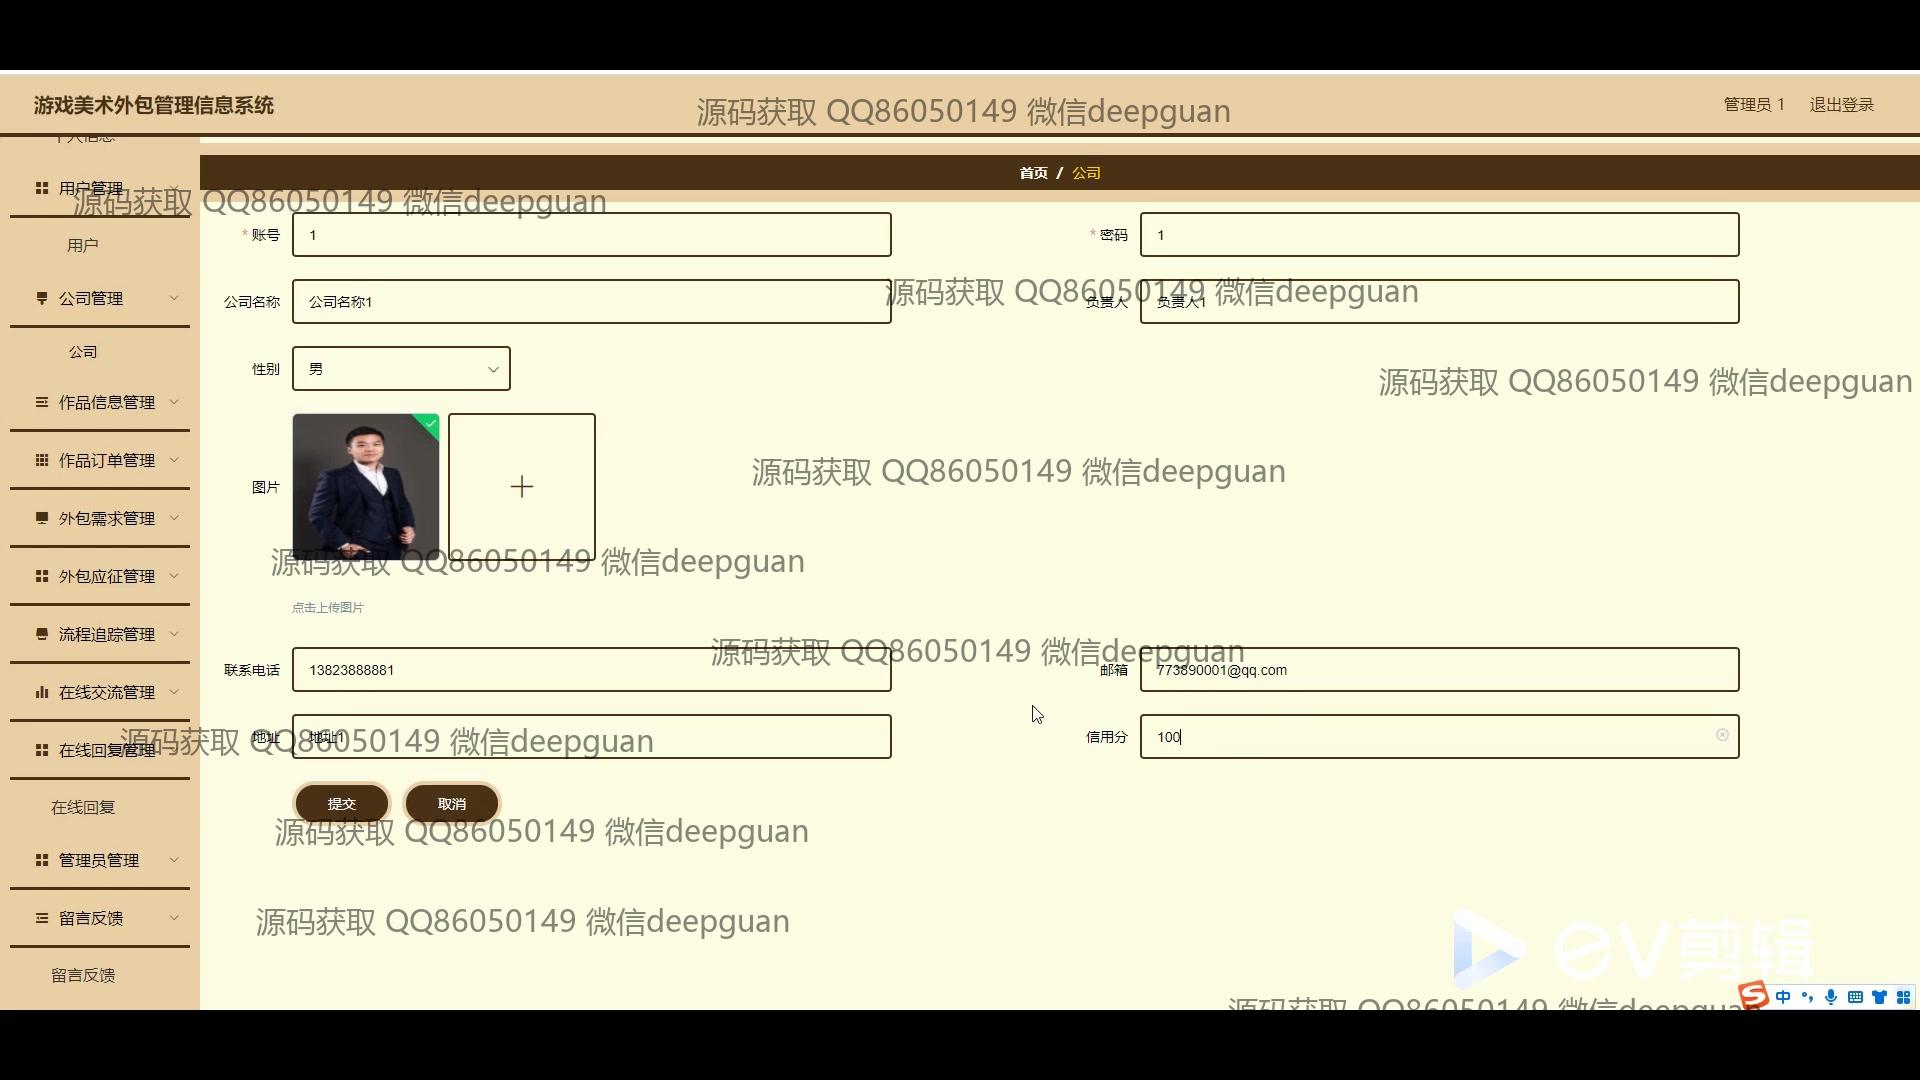 游戏美术外包管理信息系统
源码获取 QQ86050149 微信deepguan
管理员 1 退出登录
个人信息
首页 / 公司
用户管理
源码获取 QQ86050149 微信deepguan
* 账号 1
* 密码 1
用户
公司管理
公司名称 公司名称1
源码获取 QQ86050149 微信deepguan
负责人 负责人1
公司
性别 男
源码获取 QQ86050149 微信deepguan
作品信息管理
作品订单管理
源码获取 QQ86050149 微信deepguan
图片
外包需求管理
源码获取 QQ86050149 微信deepguan
外包应征管理
点击上传图片
流程追踪管理
源码获取 QQ86050149 微信deepguan
联系电话 13823888881
邮箱 773890001@qq.com
在线交流管理
源码获取 QQ86050149 微信deepguan
地址 地址1
信用分 100
在线回复管理
在线回复
提交 取消
源码获取 QQ86050149 微信deepguan
管理员管理
留言反馈
源码获取 QQ86050149 微信deepguan
EV剪辑
留言反馈
中
源码获取 QQ86050149 微信deepguan